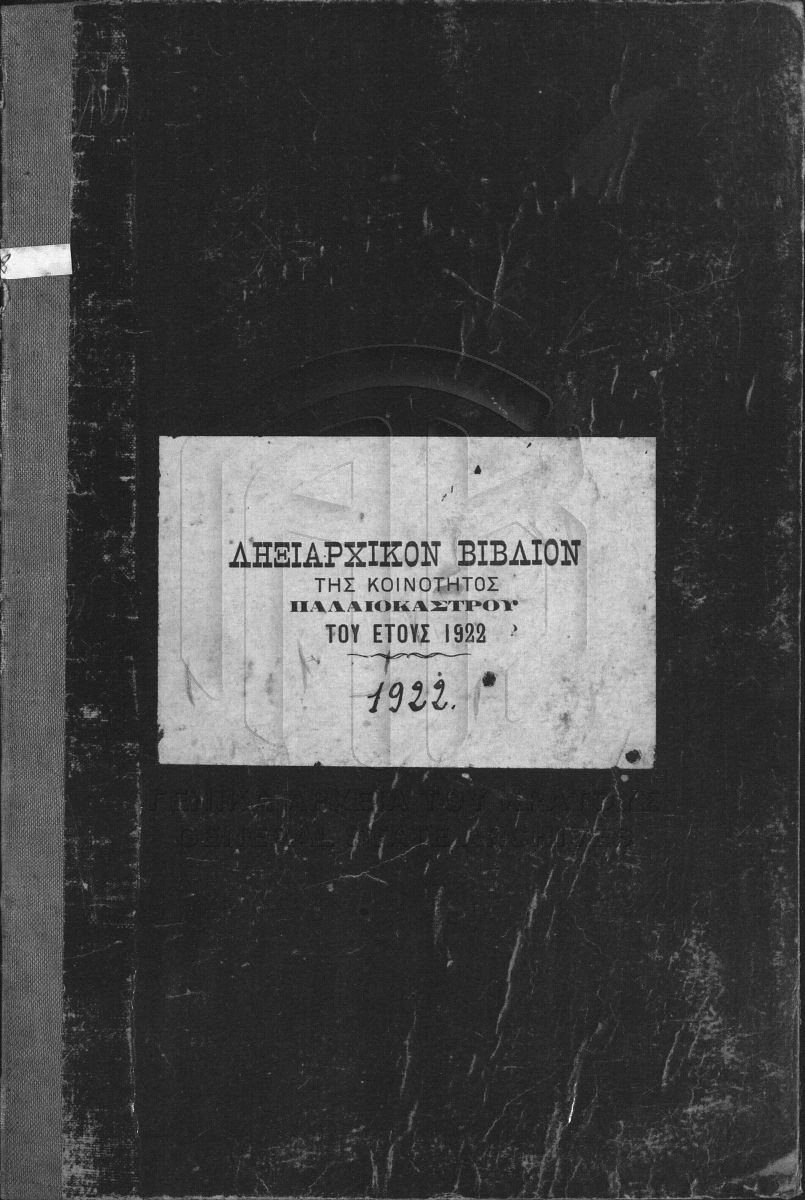 ΛΗΞΙΑΡΧΙΚΟΝ ΒΙΒΛΙΟΝ
ΤΗΣ ΚΟΙΝΟΤΗΤΟΣ
ΠΑΛΑΙΟΚΑΣΤΡΟΥ
ΤΟΥ ΕΤΟΥΣ 1922
1922.